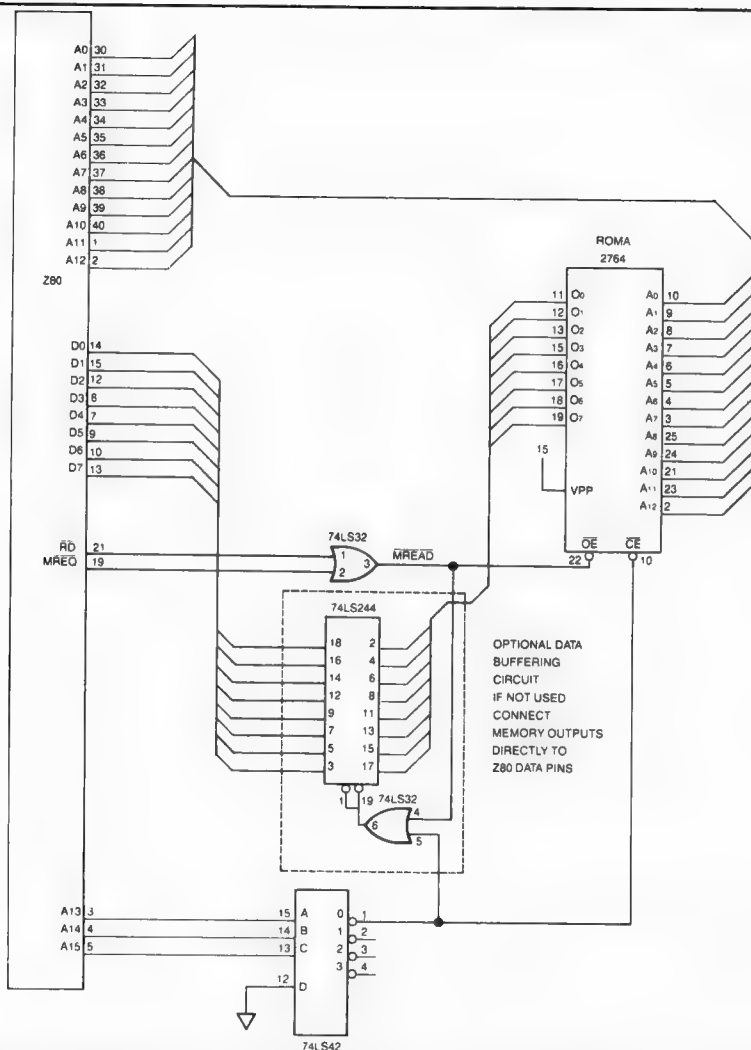 A0 30
A1 31
A2 32
A3 33
A4 34
A5 35
A6 36
A7 37
A8 38
A9 39
A10 40
A11 1
A12 2
Z80
D0 14
D1 15
D2 12
D3 8
D4 7
D5 9
D6 10
D7 13
RD 21
MREQ 19
74LS32
1
2
3
MREAD
ROMA
2764
11 O0
12 O1
13 O2
15 O3
16 O4
17 O5
18 O6
19 O7
15
VPP
A0 10
A1 9
A2 8
A3 7
A4 6
A5 5
A6 4
A7 3
A8 25
A9 24
A10 21
A11 23
A12 2
OE
CE
22
10
74LS244
18 2
16 4
14 6
12 8
9 11
7 13
5 15
3 17
1 19
74LS32
6
4
5
OPTIONAL DATA
BUFFERING
CIRCUIT
IF NOT USED
CONNECT
MEMORY OUTPUTS
DIRECTLY TO
Z80 DATA PINS
A13 3
A14 4
A15 5
15 A
14 B
13 C
12 D
0 1
1 2
2 3
3 4
74LS42